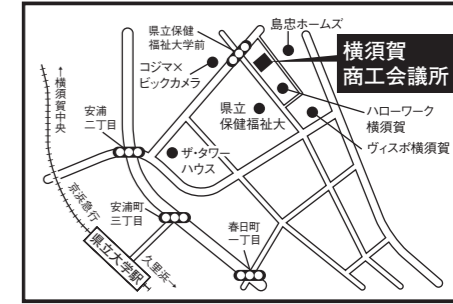 島忠ホームズ
県立保健
福祉大学前
横須賀
商工会議所
コジマ×
ビックカメラ
←横須賀中央
県立
保健福祉大
ハローワーク
横須賀
ヴィスポ横須賀
安浦
二丁目
ザ・タワー
ハウス
京浜急行
安浦町
三丁目
春日町
一丁目
県立大学駅
久里浜→